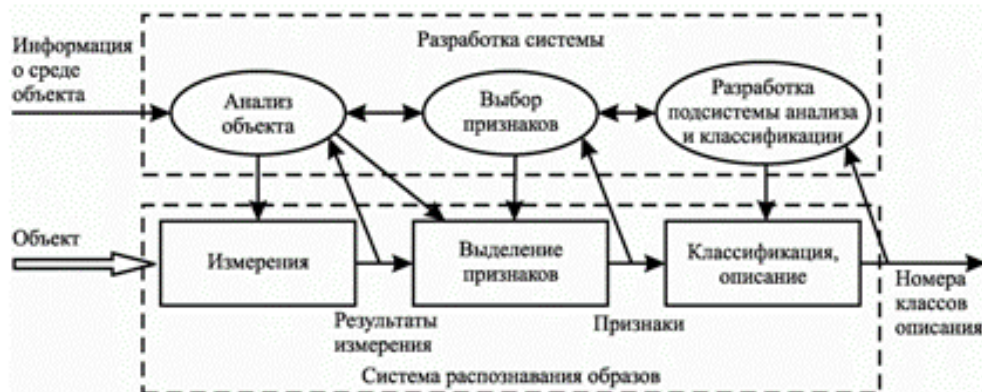 Разработка системы
Информация
о среде
объекта
Анализ
объекта
Выбор
признаков
Разработка
подсистемы анализа
и классификации
Объект
Измерения
Выделение
признаков
Классификация,
описание
Результаты
измерения
Признаки
Номера
классов
описания
Система распознавания образов